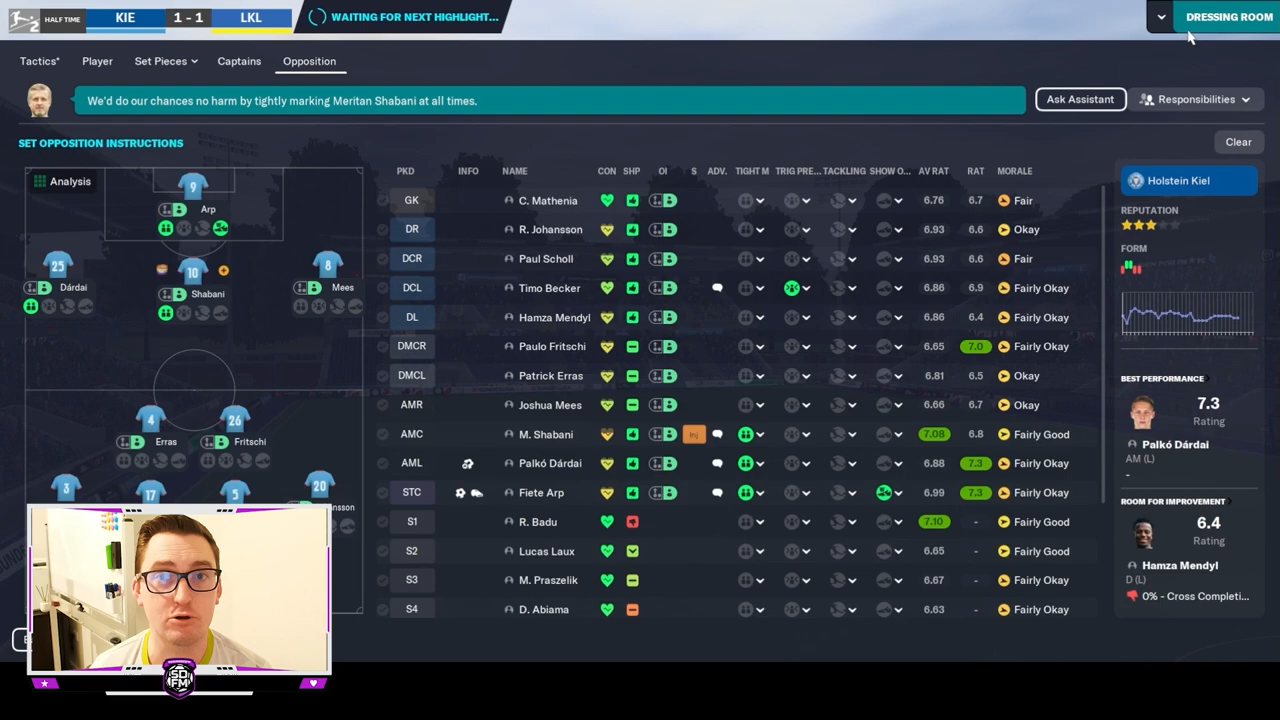 2 HALF TIME KIE 1 - 1 LKL WAITING FOR NEXT HIGHLIGHT... DRESSING ROOM
Tactics* Player Set Pieces Captains Opposition
We'd do our chances no harm by tightly marking Meritan Shabani at all times. Ask Assistant Responsibilities
SET OPPOSITION INSTRUCTIONS Clear
Analysis
9
Arp
25
Dárdai
10
Shabani
8
Mees
4
Erras
26
Fritschi
3
17
5
20
PKD INFO NAME CON SHP OI S ADV. TIGHT M TRIG PRE... TACKLING SHOW O... AV RAT RAT MORALE
GK C. Mathenia 6.76 6.7 Fair
DR R. Johansson 6.93 6.6 Okay
DCR Paul Scholl 6.93 6.6 Fair
DCL Timo Becker 6.86 6.9 Fairly Okay
DL Hamza Mendyl 6.86 6.4 Fairly Okay
DMCR Paulo Fritschi 6.65 7.0 Fairly Okay
DMCL Patrick Erras 6.81 6.5 Okay
AMR Joshua Mees 6.66 6.7 Okay
AMC M. Shabani Inj 7.08 6.8 Fairly Good
AML Palkó Dárdai 6.88 7.3 Fairly Okay
STC Fiete Arp 6.99 7.3 Fairly Okay
S1 R. Badu 7.10 - Fairly Good
S2 Lucas Laux 6.65 - Fairly Good
S3 M. Praszelik 6.67 - Fairly Okay
S4 D. Abiama 6.63 - Fairly Okay
Holstein Kiel
REPUTATION
FORM
BEST PERFORMANCE
7.3
Rating
Palkó Dárdai
AM (L)
-
ROOM FOR IMPROVEMENT
6.4
Rating
Hamza Mendyl
D (L)
0% - Cross Completi...
SD
FM